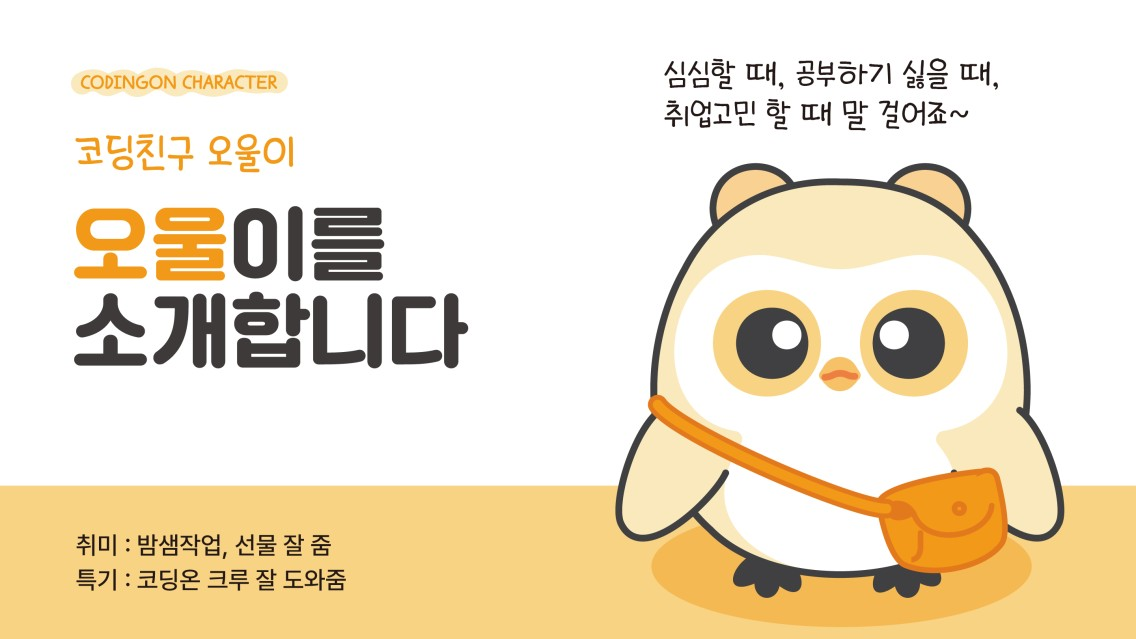 CODINGON CHARACTER
코딩친구 오울이
오울이를
소개합니다
심심할 때, 공부하기 싫을 때,
취업고민 할 때 말 걸어죠~
취미 : 밤샘작업, 선물 잘 줌
특기 : 코딩온 크루 잘 도와줌